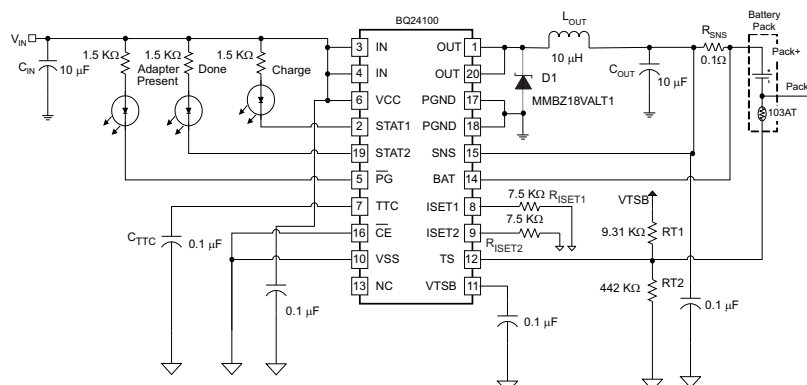 BQ24100
V_IN
C_IN
10 μF
1.5 KΩ
Adapter
Present
1.5 KΩ
Done
1.5 KΩ
Charge
3 IN
4 IN
6 VCC
2 STAT1
19 STAT2
5 PG
7 TTC
16 CE
10 VSS
13 NC
OUT 1
OUT 20
PGND 17
PGND 18
SNS 15
BAT 14
ISET1 8
ISET2 9
TS 12
VTSB 11
C_TTC
0.1 μF
0.1 μF
L_OUT
10 μH
D1
MMBZ18VALT1
C_OUT
10 μF
R_SNS
0.1Ω
Battery
Pack
Pack+
+
Pack
103AT
7.5 KΩ
R_ISET1
7.5 KΩ
R_ISET2
VTSB
9.31 KΩ
RT1
442 KΩ
RT2
0.1 μF
0.1 μF